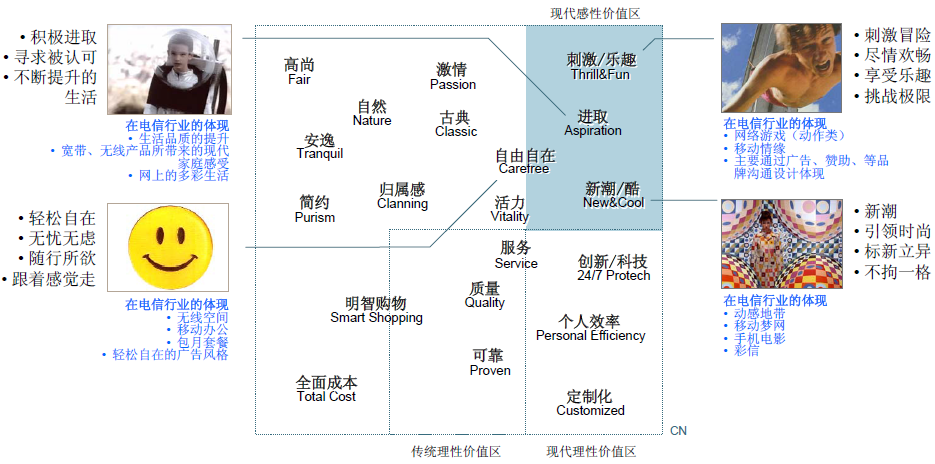 现代感性价值区
• 积极进取
• 寻求被认可
• 不断提升的
生活
在电信行业的体现
• 生活品质的提升
• 宽带、无线产品所带来的现代
家庭感受
• 网上的多彩生活
• 轻松自在
• 无忧无虑
• 随行所欲
• 跟着感觉走
在电信行业的体现
• 无线空间
• 移动办公
• 包月套餐
• 轻松自在的广告风格
高尚
Fair
激情
Passion
刺激/乐趣
Thrill&Fun
自然
Nature
古典
Classic
进取
Aspiration
安逸
Tranquil
自由自在
Carefree
简约
Purism
归属感
Clanning
活力
Vitality
新潮/酷
New&Cool
服务
Service
创新/科技
24/7 Protech
明智购物
Smart Shopping
质量
Quality
个人效率
Personal Efficiency
可靠
Proven
全面成本
Total Cost
定制化
Customized
CN
传统理性价值区
现代理性价值区
• 刺激冒险
• 尽情欢畅
• 享受乐趣
• 挑战极限
在电信行业的体现
• 网络游戏（动作类）
• 移动情缘
• 主要通过广告、赞助、等品
牌沟通设计体现
• 新潮
• 引领时尚
• 标新立异
• 不拘一格
在电信行业的体现
• 动感地带
• 移动梦网
• 手机电影
• 彩信